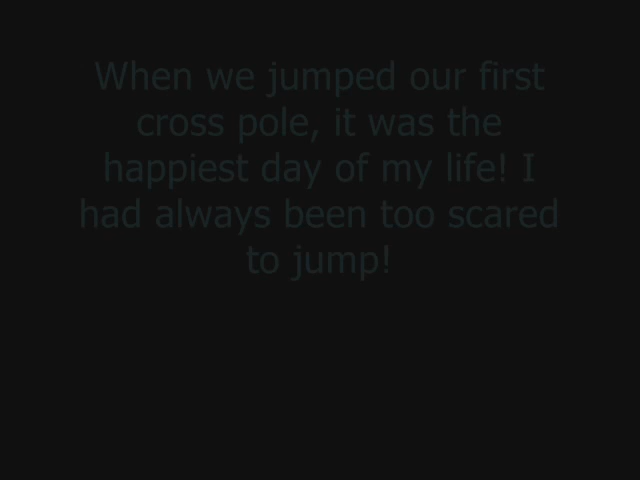 When we jumped our first
cross pole, it was the
happiest day of my life! I
had always been too scared
to jump!